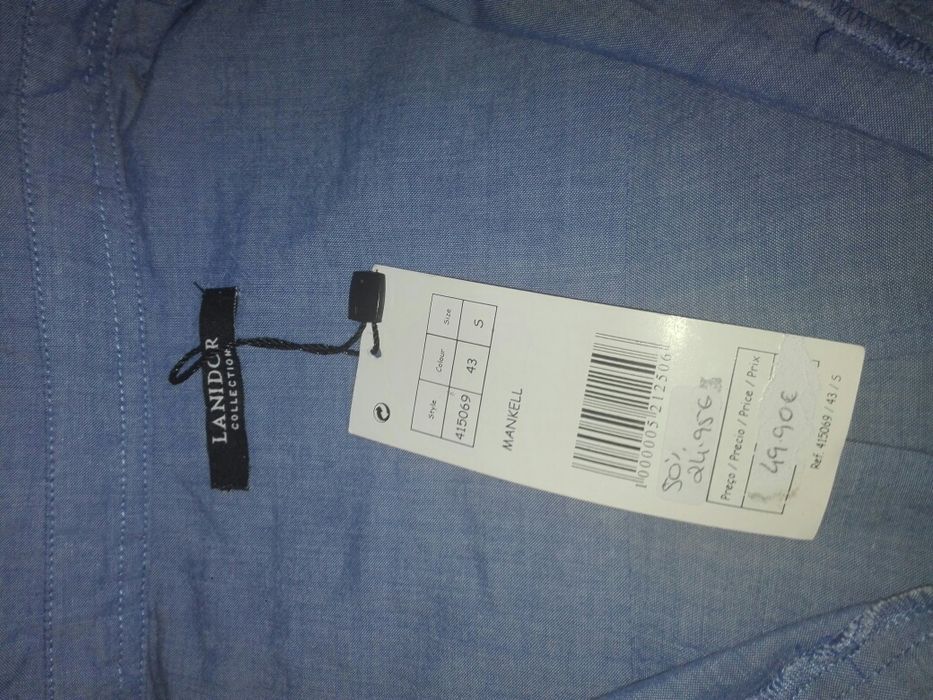 LANIDOR
COLLECTION
Style Colour Size
415069 43 S
MANKELL
50%
24.95€
Preço / Precio / Price / Prix
49.90€
Ref. 415069 / 43 / S